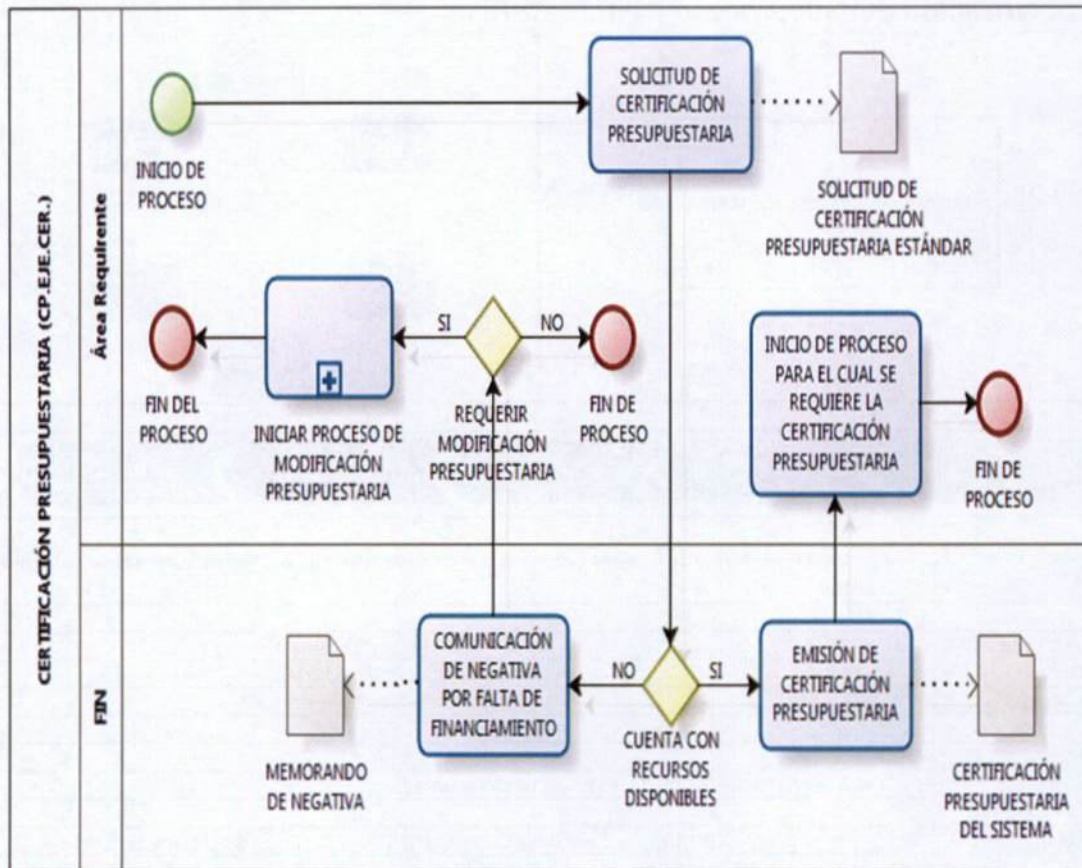 CERTIFICACIÓN PRESUPUESTARIA (CP.EJE.CER.)
Área Requirente
INICIO DE
PROCESO
SOLICITUD DE
CERTIFICACIÓN
PRESUPUESTARIA
SOLICITUD DE
CERTIFICACIÓN
PRESUPUESTARIA ESTÁNDAR
FIN DEL
PROCESO
INICIAR PROCESO DE
MODIFICACIÓN
PRESUPUESTARIA
SI
NO
REQUERIR
MODIFICACIÓN
PRESUPUESTARIA
FIN DE
PROCESO
INICIO DE PROCESO
PARA EL CUAL SE
REQUIERE LA
CERTIFICACIÓN
PRESUPUESTARIA
FIN DE
PROCESO
FIN
MEMORANDO
DE NEGATIVA
COMUNICACIÓN
DE NEGATIVA
POR FALTA DE
FINANCIAMIENTO
NO
SI
CUENTA CON
RECURSOS
DISPONIBLES
EMISIÓN DE
CERTIFICACIÓN
PRESUPUESTARIA
CERTIFICACIÓN
PRESUPUESTARIA
DEL SISTEMA